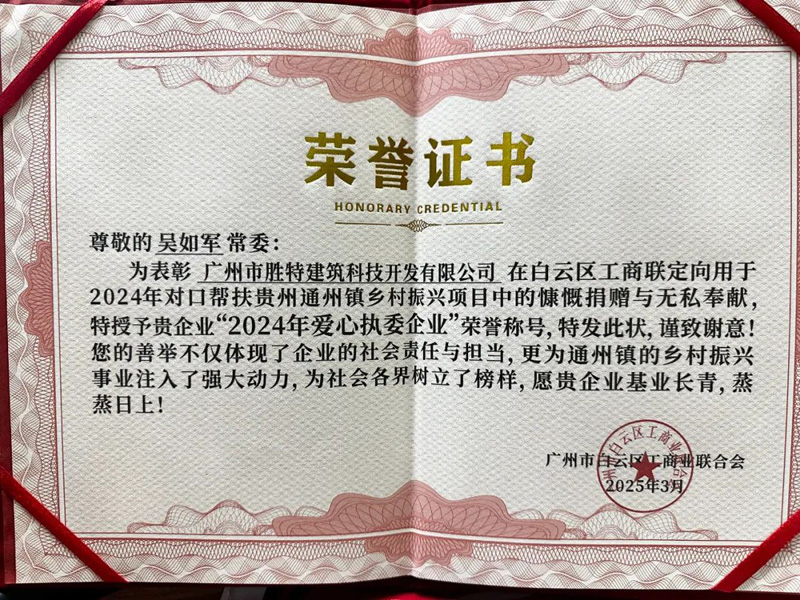 荣誉证书
HONORARY CREDENTIAL
尊敬的 吴如军 常委：
为表彰 广州市胜特建筑科技开发有限公司 在白云区工商联定向用于
2024年对口帮扶贵州通州镇乡村振兴项目中的慷慨捐赠与无私奉献，
特授予贵企业“2024年爱心执委企业”荣誉称号，特发此状，谨致谢意！
您的善举不仅体现了企业的社会责任与担当，更为通州镇的乡村振兴
事业注入了强大动力，为社会各界树立了榜样，愿贵企业基业长青，蒸
蒸日上！
广州市白云区工商业联合会
2025年3月